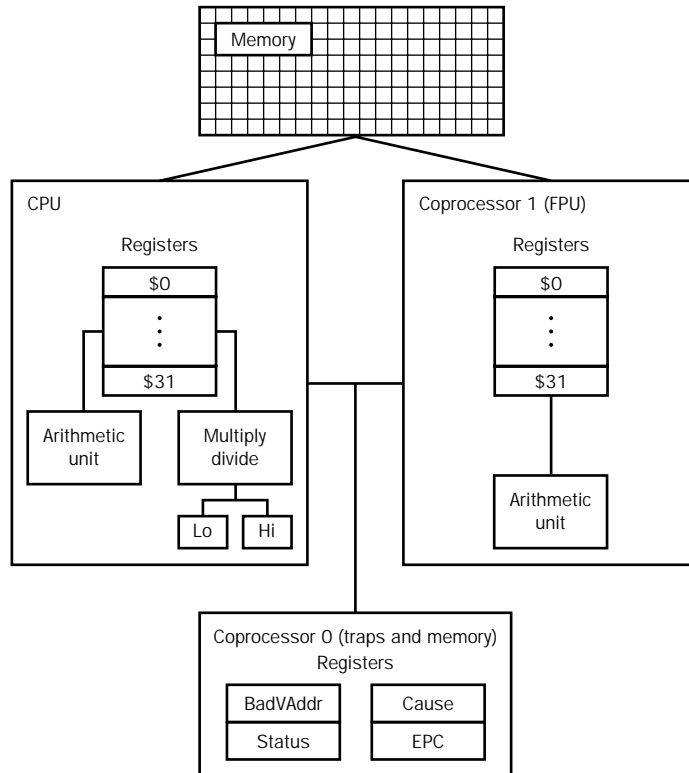 Memory
CPU
Registers
$0
$31
Arithmetic
unit
Multiply
divide
Lo
Hi
Coprocessor 1 (FPU)
Registers
$0
$31
Arithmetic
unit
Coprocessor 0 (traps and memory)
Registers
BadVAddr
Cause
Status
EPC